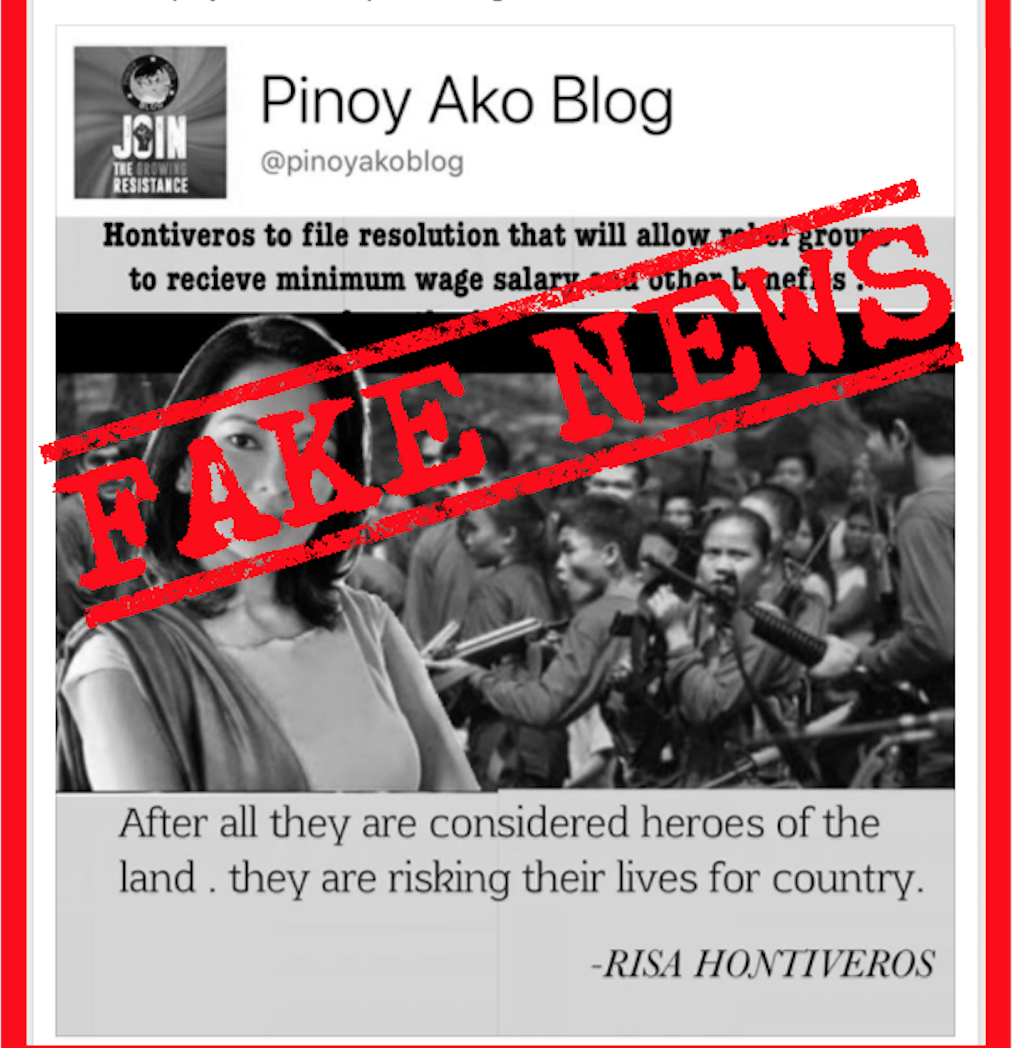 JOIN
THE GROWING
RESISTANCE
Pinoy Ako Blog
@pinoyakoblog
Hontiveros to file resolution that will allow rebel groups
to recieve minimum wage salary and other benefits .
FAKE NEWS
After all they are considered heroes of the
land . they are risking their lives for country.
-RISA HONTIVEROS